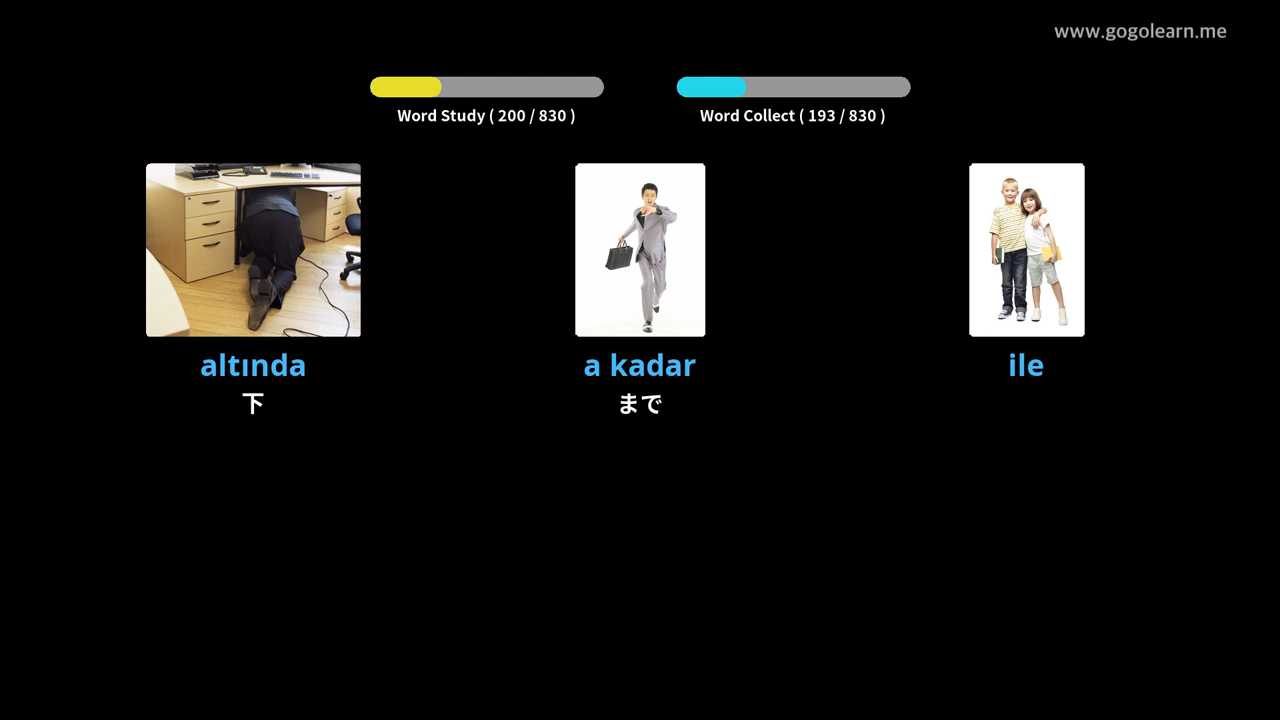 www.gogolearn.me
Word Study ( 200 / 830 )
Word Collect ( 193 / 830 )
altında
a kadar
ile
下
まで